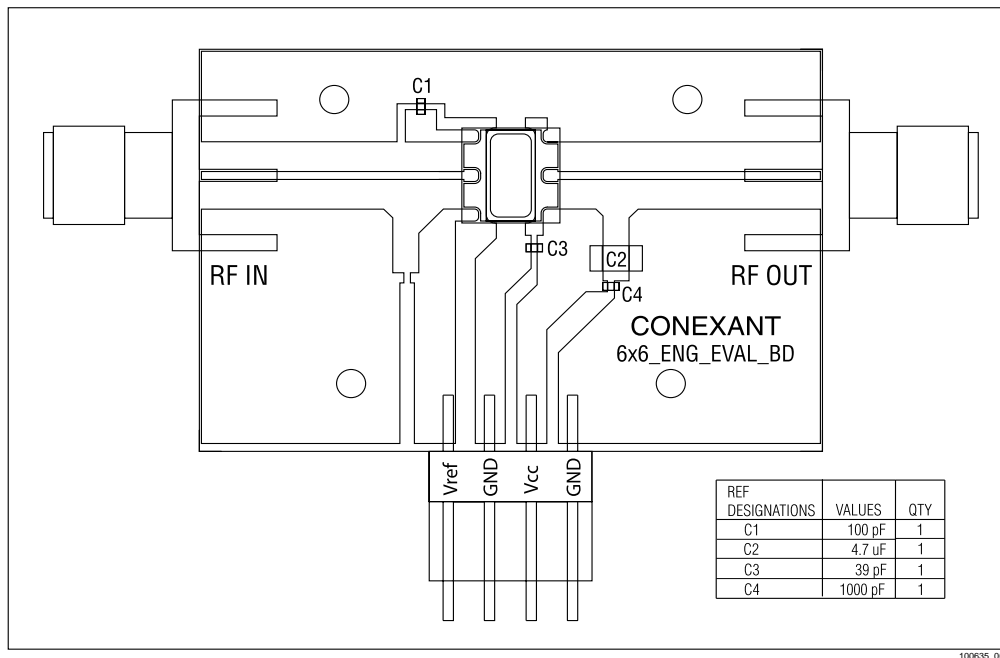 C1
C3
C2
C4
RF IN
RF OUT
CONEXANT
6x6_ENG_EVAL_BD
Vref
GND
Vcc
GND
REF
DESIGNATIONS VALUES QTY
C1 100 pF 1
C2 4.7 uF 1
C3 39 pF 1
C4 1000 pF 1